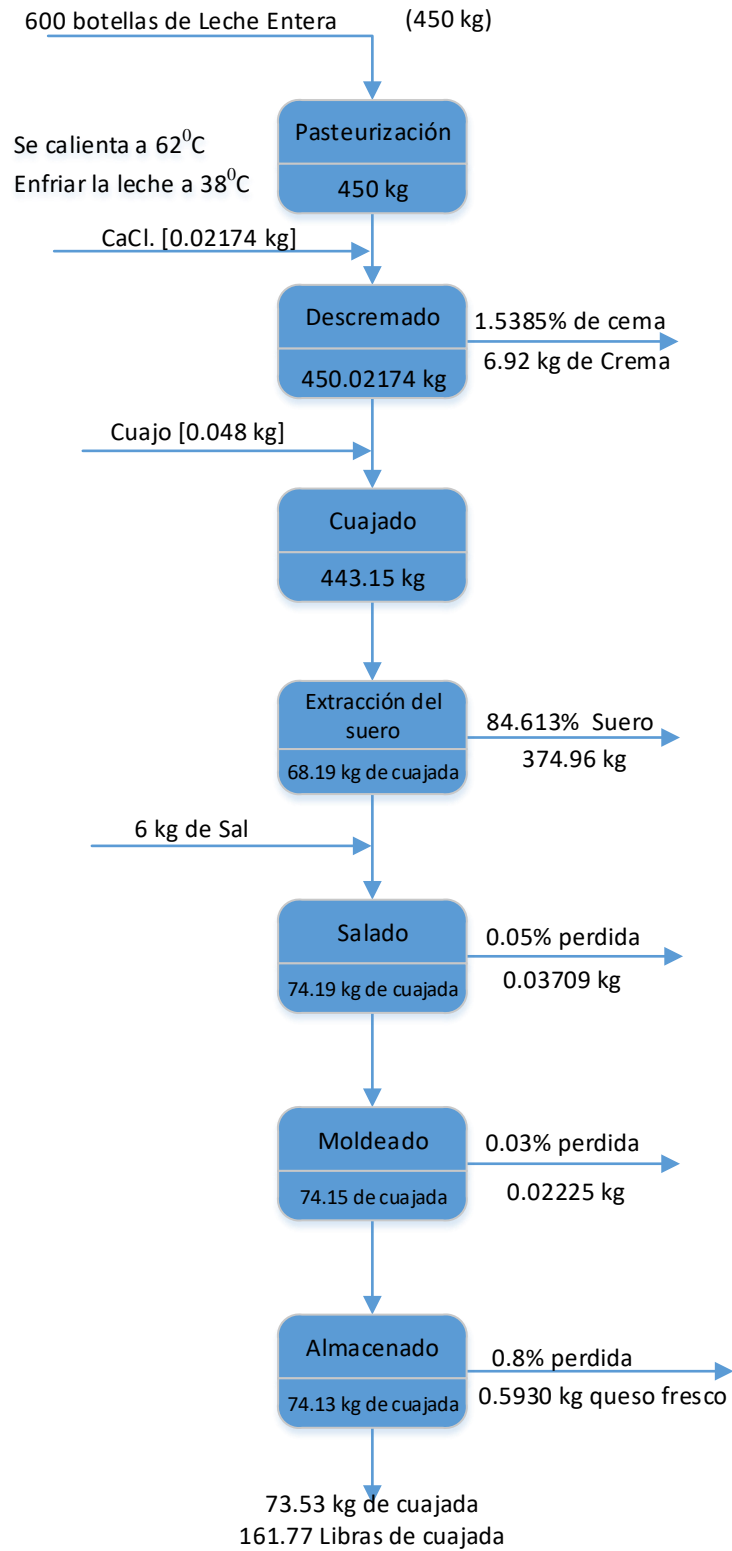 600 botellas de Leche Entera (450 kg)
Pasteurización
450 kg
Se calienta a 62⁰C
Enfriar la leche a 38⁰C
CaCl. [0.02174 kg]
Descremado
450.02174 kg
1.5385% de cema
6.92 kg de Crema
Cuajo [0.048 kg]
Cuajado
443.15 kg
Extracción del
suero
68.19 kg de cuajada
84.613% Suero
374.96 kg
6 kg de Sal
Salado
74.19 kg de cuajada
0.05% perdida
0.03709 kg
Moldeado
74.15 de cuajada
0.03% perdida
0.02225 kg
Almacenado
74.13 kg de cuajada
0.8% perdida
0.5930 kg queso fresco
73.53 kg de cuajada
161.77 Libras de cuajada